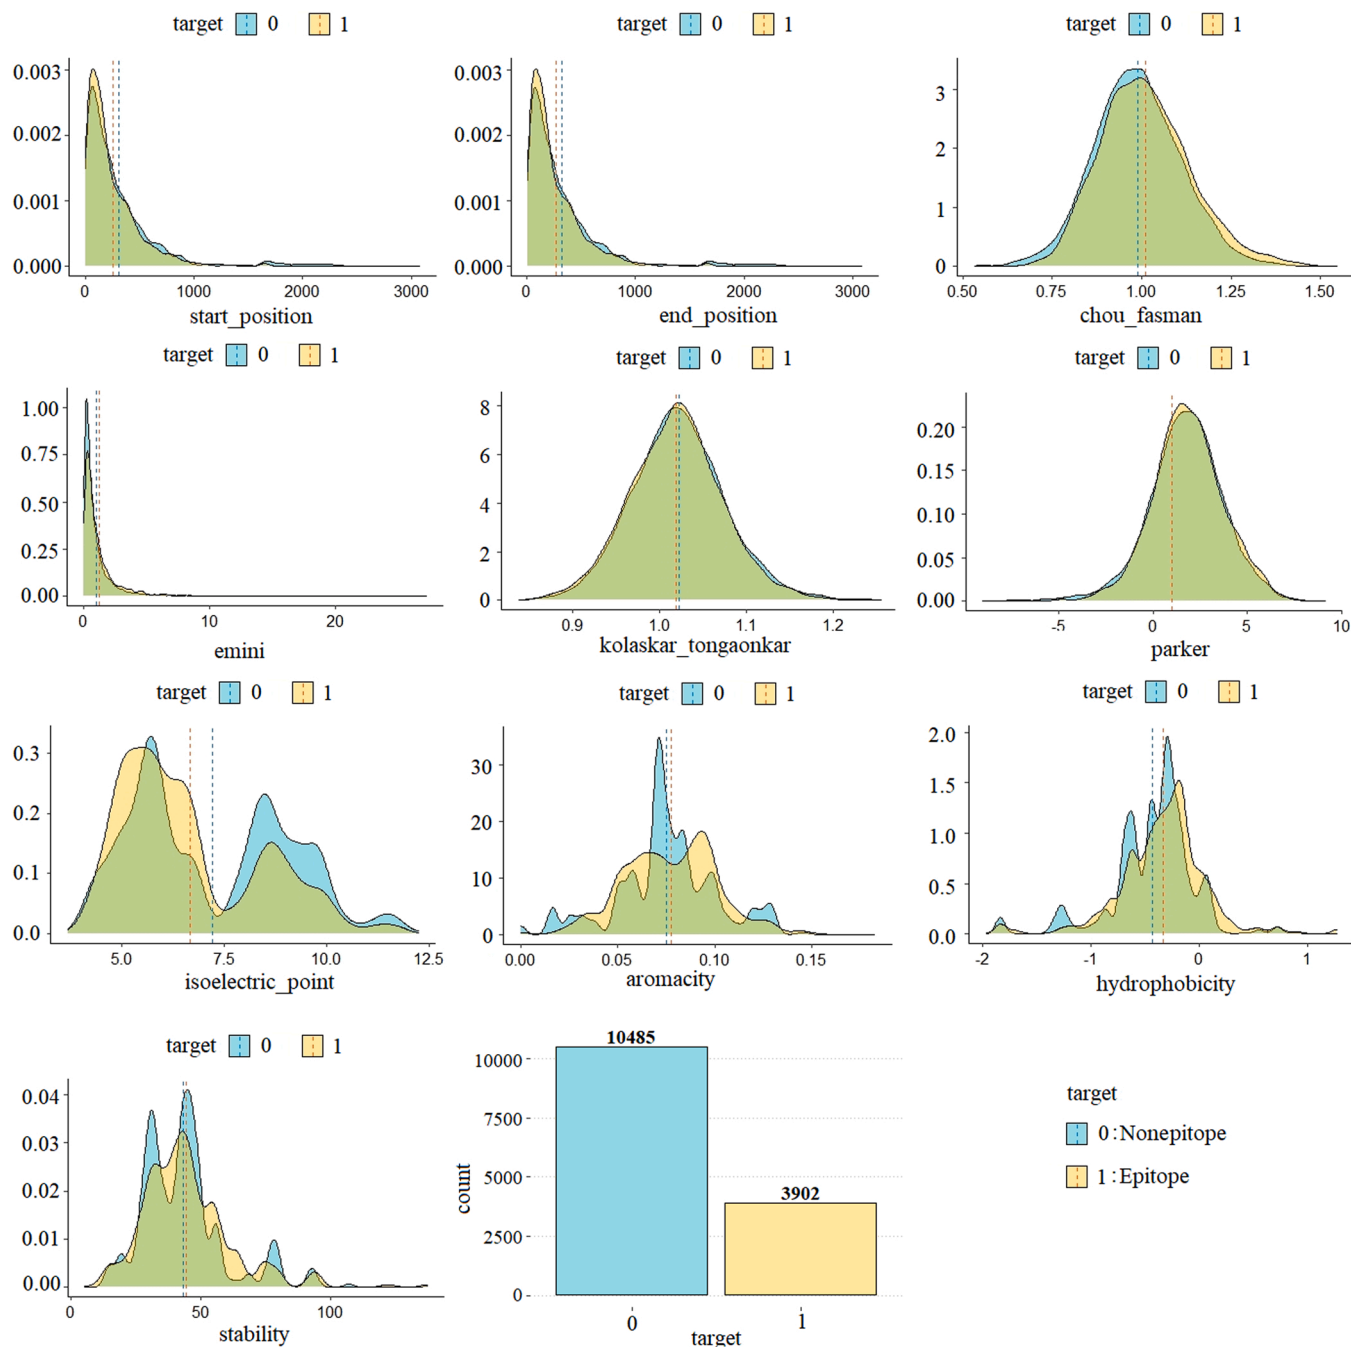 target 0 1
target 0 1
target 0 1
0.003
0.002
0.001
0.000
0 1000 2000 3000
start_position
0.003
0.002
0.001
0.000
0 1000 2000 3000
end_position
3
2
1
0
0.50 0.75 1.00 1.25 1.50
chou_fasman
target 0 1
target 0 1
target 0 1
1.00
0.75
0.50
0.25
0.00
0 10 20
emini
8
6
4
2
0
0.9 1.0 1.1 1.2
kolaskar_tongaonkar
0.20
0.15
0.10
0.05
0.00
-5 0 5 10
parker
target 0 1
target 0 1
target 0 1
0.3
0.2
0.1
0.0
5.0 7.5 10.0 12.5
isoelectric_point
30
20
10
0
0.00 0.05 0.10 0.15
aromacity
2.0
1.5
1.0
0.5
0.0
-2 -1 0 1
hydrophobicity
target 0 1
0.04
0.03
0.02
0.01
0.00
0 50 100
stability
10485
3902
10000
7500
5000
2500
0
count
0 1
target
target
0:Nonepitope
1:Epitope